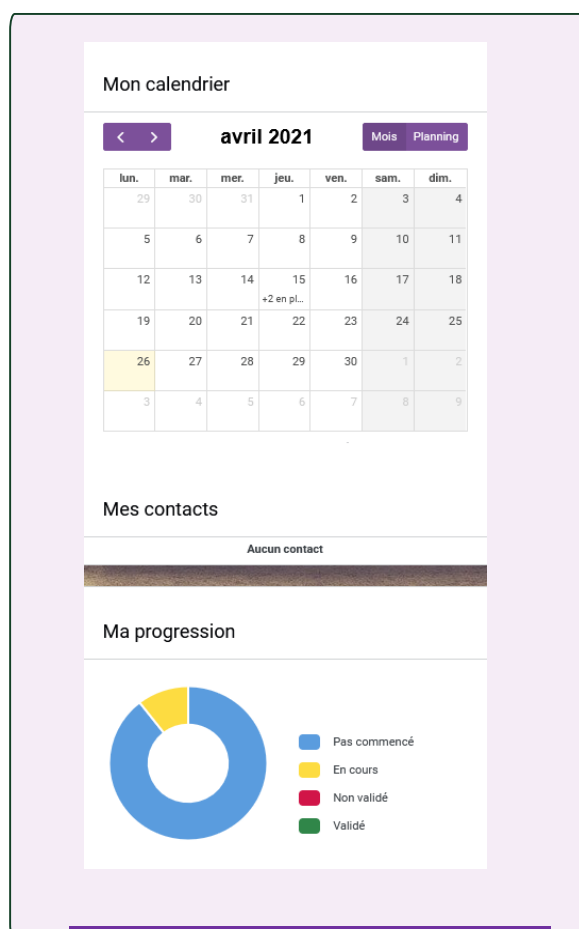 Mon calendrier
avril 2021 Mois Planning
lun. mar. mer. jeu. ven. sam. dim.
29 30 31 1 2 3 4
5 6 7 8 9 10 11
12 13 14 15 16 17 18
+2 en pl...
19 20 21 22 23 24 25
26 27 28 29 30 1 2
3 4 5 6 7 8 9
Mes contacts
Aucun contact
Ma progression
Pas commencé
En cours
Non validé
Validé